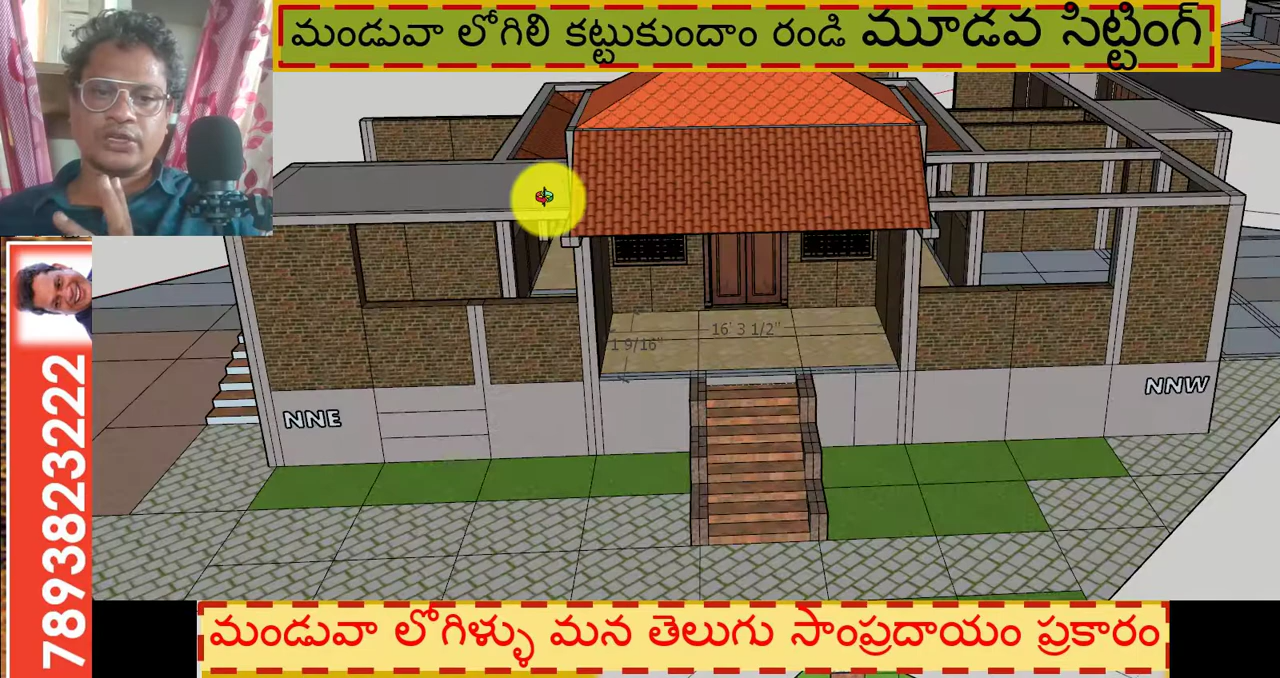 మండువా లోగిలి కట్టుకుందాం రండి మూడవ సిట్టింగ్
16' 3 1/2"
1 9/16"
NNE
NNW
7893823222
మండువా లోగిళ్ళు మన తెలుగు సాంప్రదాయం ప్రకారం